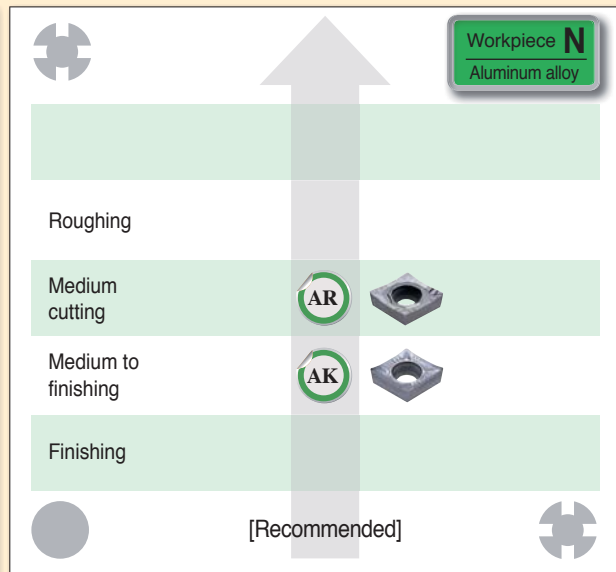 Workpiece N
Aluminum alloy
Roughing
Medium
cutting
AR
Medium to
finishing
AK
Finishing
[Recommended]